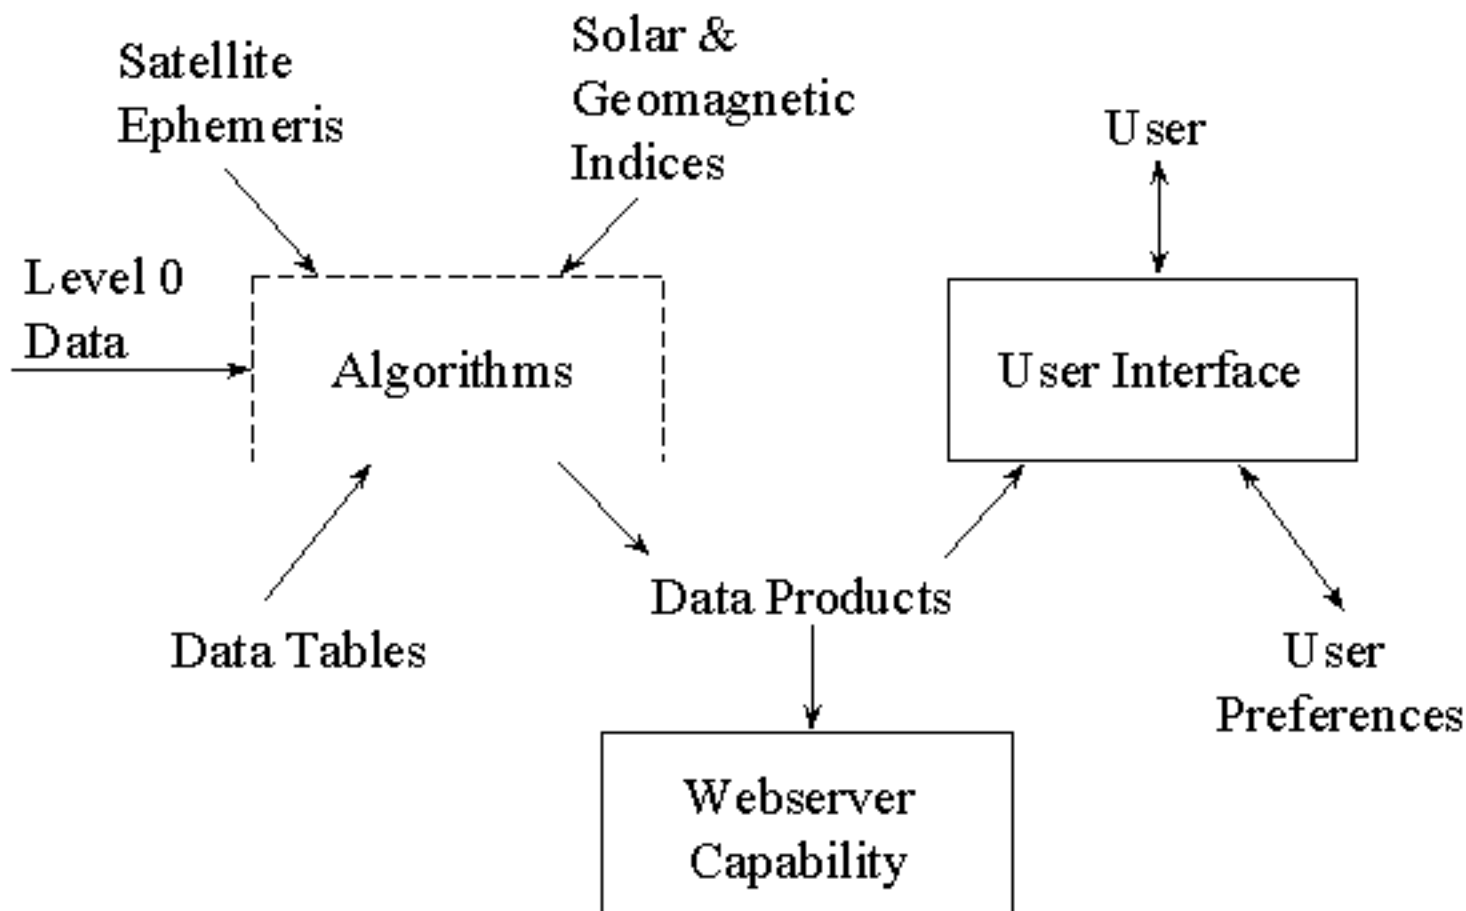 Satellite
Ephemeris
Solar &
Geomagnetic
Indices
User
Level 0
Data
Algorithms
User Interface
Data Tables
Data Products
User
Preferences
Webserver
Capability